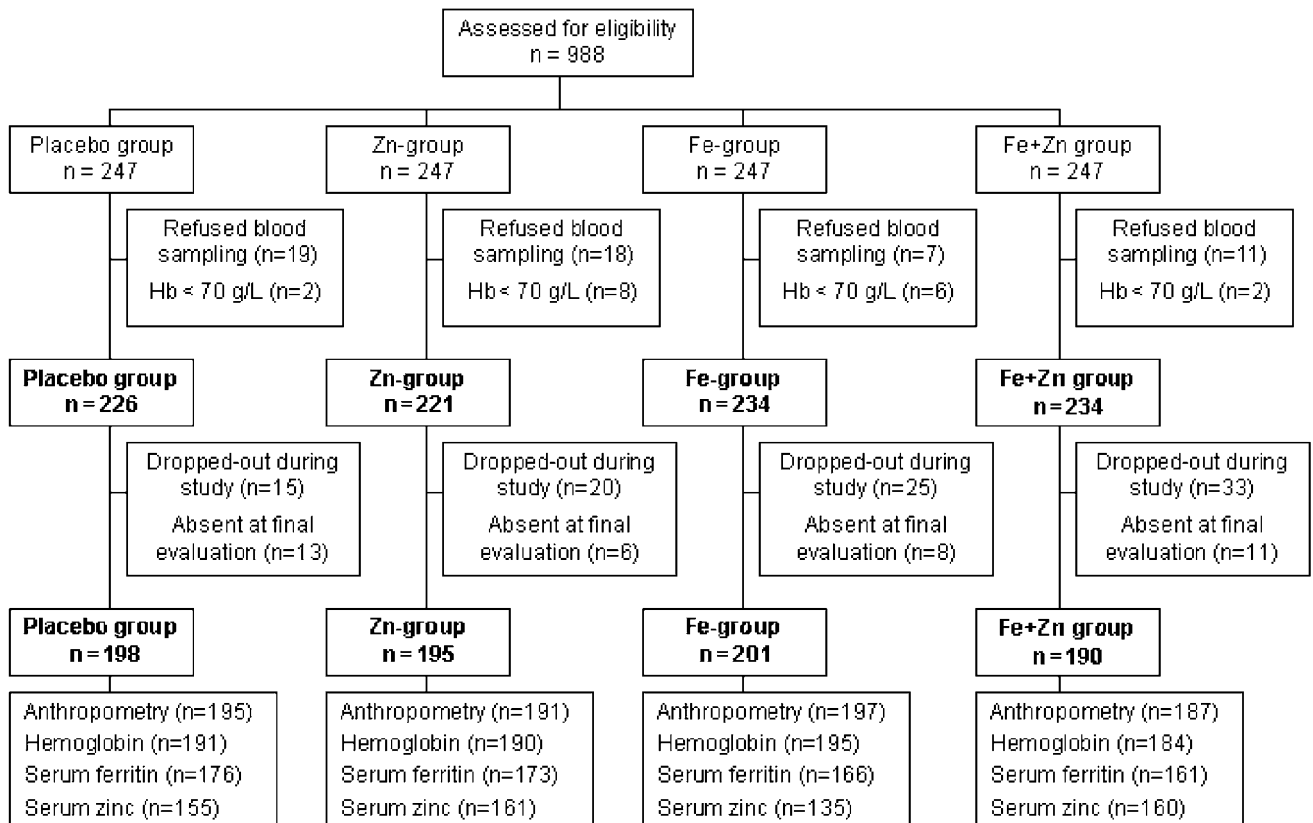 Assessed for eligibility
n = 988
Placebo group
n = 247
Zn-group
n = 247
Fe-group
n = 247
Fe+Zn group
n = 247
Refused blood
sampling (n=19)
Hb < 70 g/L (n=2)
Refused blood
sampling (n=18)
Hb < 70 g/L (n=8)
Refused blood
sampling (n=7)
Hb < 70 g/L (n=6)
Refused blood
sampling (n=11)
Hb < 70 g/L (n=2)
Placebo group
n=226
Zn-group
n=221
Fe-group
n=234
Fe+Zn group
n=234
Dropped-out during
study (n=15)
Absent at final
evaluation (n=13)
Dropped-out during
study (n=20)
Absent at final
evaluation (n=6)
Dropped-out during
study (n=25)
Absent at final
evaluation (n=8)
Dropped-out during
study (n=33)
Absent at final
evaluation (n=11)
Placebo group
n=198
Zn-group
n=195
Fe-group
n=201
Fe+Zn group
n=190
Anthropometry (n=195)
Hemoglobin (n=191)
Serum ferritin (n=176)
Serum zinc (n=155)
Anthropometry (n=191)
Hemoglobin (n=190)
Serum ferritin (n=173)
Serum zinc (n=161)
Anthropometry (n=197)
Hemoglobin (n=195)
Serum ferritin (n=166)
Serum zinc (n=135)
Anthropometry (n=187)
Hemoglobin (n=184)
Serum ferritin (n=161)
Serum zinc (n=160)